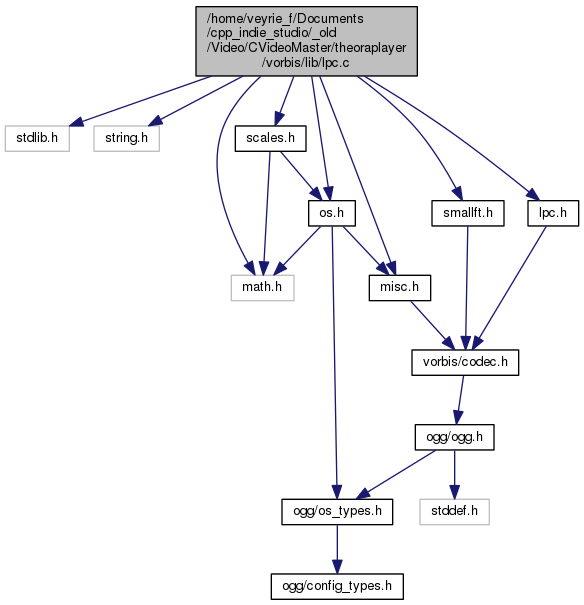 /home/veyrie_f/Documents
/cpp_indie_studio/_old
/Video/CVideoMaster/theoraplayer
/vorbis/lib/lpc.c
stdlib.h
string.h
scales.h
os.h
smallft.h
lpc.h
math.h
misc.h
vorbis/codec.h
ogg/ogg.h
ogg/os_types.h
stddef.h
ogg/config_types.h